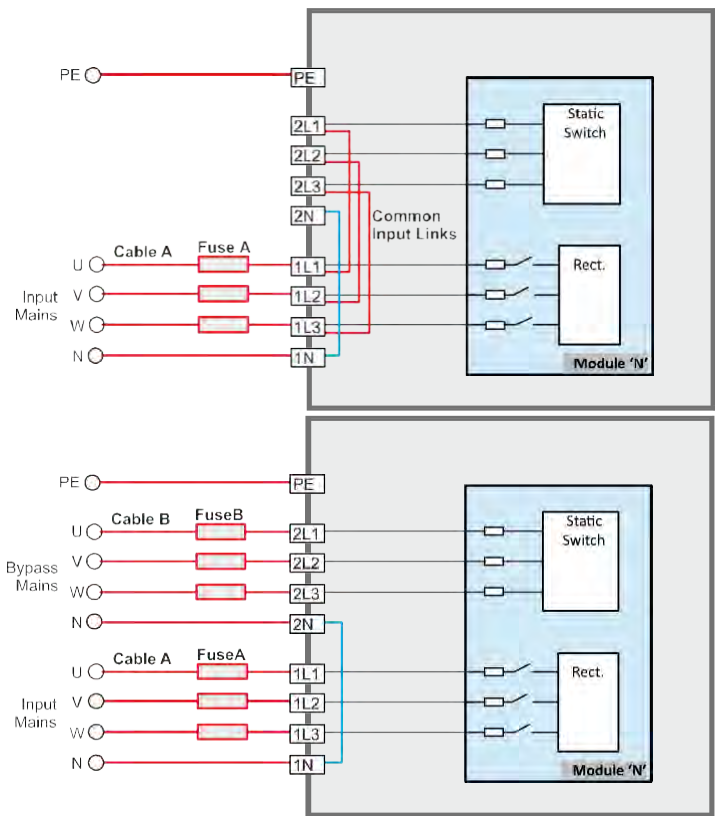 PE
PE
2L1
Static
Switch
2L2
2L3
2N
Common
Input Links
Cable A
Fuse A
U
1L1
Rect.
Input
Mains
V
1L2
W
1L3
N
1N
Module 'N'
PE
PE
Cable B
FuseB
U
2L1
Static
Switch
Bypass
Mains
V
2L2
W
2L3
N
2N
Cable A
FuseA
U
1L1
Rect.
Input
Mains
V
1L2
W
1L3
N
1N
Module 'N'